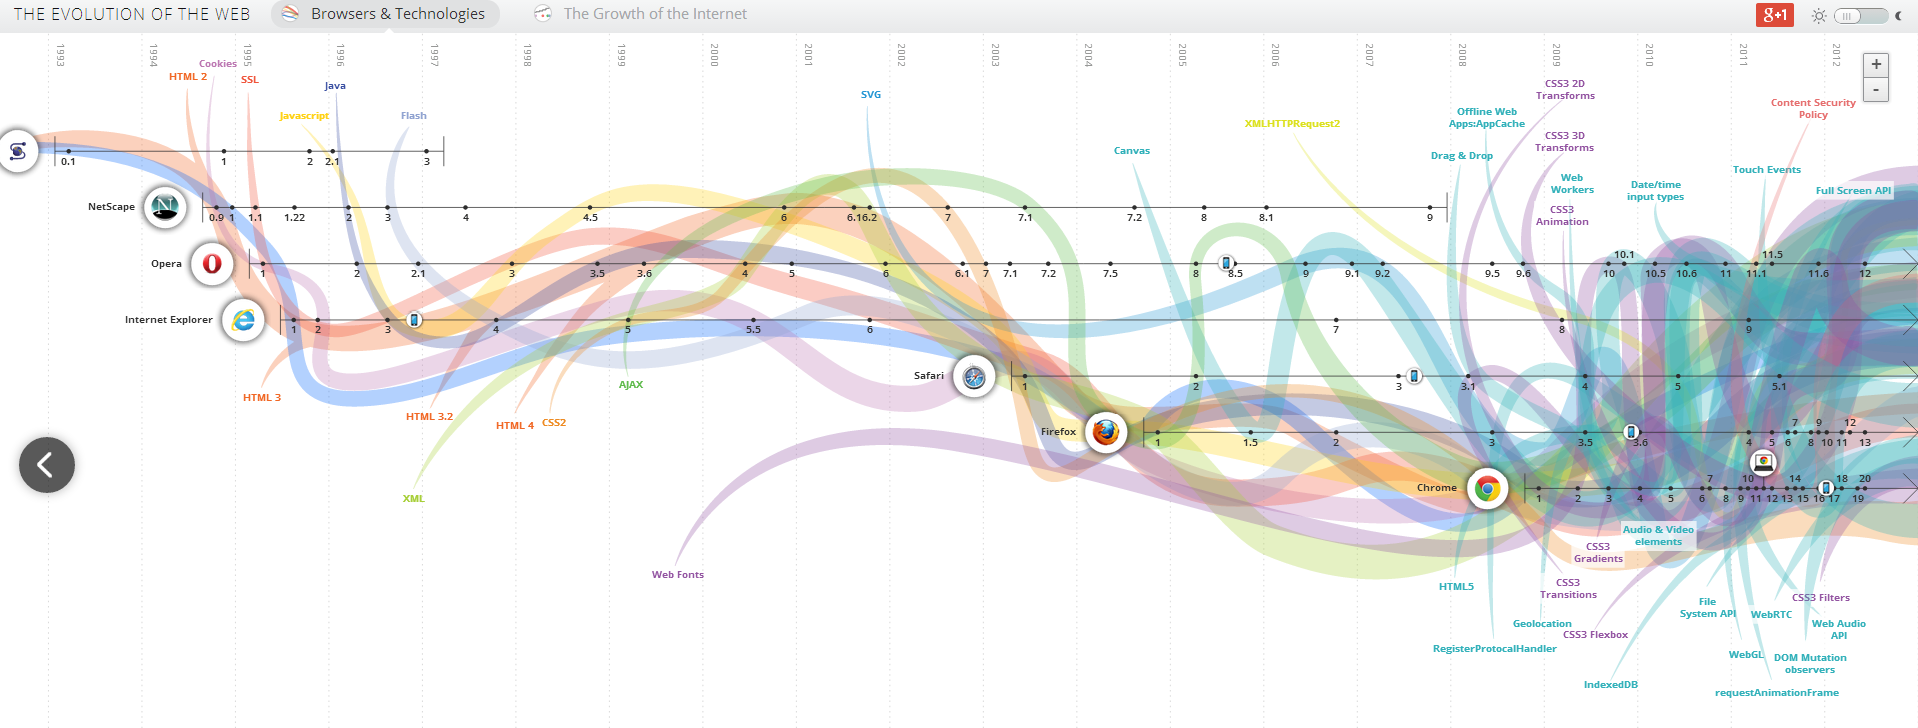 THE EVOLUTION OF THE WEB
Browsers & Technologies
The Growth of the Internet
g+1
1993 1994 1995 1996 1997 1998 1999 2000 2001 2002 2003 2004 2005 2006 2007 2008 2009 2010 2011 2012
+
-
Cookies
HTML 2
SSL
Java
Javascript
Flash
SVG
XMLHTTPRequest2
Canvas
CSS3 2D
Transforms
Offline Web
Apps:AppCache
CSS3 3D
Transforms
Drag & Drop
Web
Workers
CSS3
Animation
Date/time
input types
Content Security
Policy
Touch Events
Full Screen API
0.1 1 2 2.1 3
NetScape
0.9 1 1.1 1.22 2 3 4 4.5 6 6.1 6.2 7 7.1 7.2 8 8.1 9
Opera
1 2 2.1 3 3.5 3.6 4 5 6 6.1 7 7.1 7.2 7.5 8 8.5 9 9.1 9.2 9.5 9.6 10 10.1 10.5 10.6 11 11.1 11.5 11.6 12
Internet Explorer
1 2 3 4 5 5.5 6 7 8 9
Safari
1 2 3 3.1 4 5 5.1
Firefox
1 1.5 2 3 3.5 3.6 4 5 6 7 8 9 10 11 12 13
Chrome
1 2 3 4 5 6 7 8 9 10 11 12 13 14 15 16 17 18 19 20
HTML 3
HTML 3.2
HTML 4
CSS2
AJAX
XML
Web Fonts
Audio & Video
elements
CSS3
Gradients
HTML5
CSS3
Transitions
Geolocation
CSS3 Flexbox
RegisterProtocalHandler
IndexedDB
File
System API
WebRTC
CSS3 Filters
Web Audio
API
WebGL
DOM Mutation
observers
requestAnimationFrame